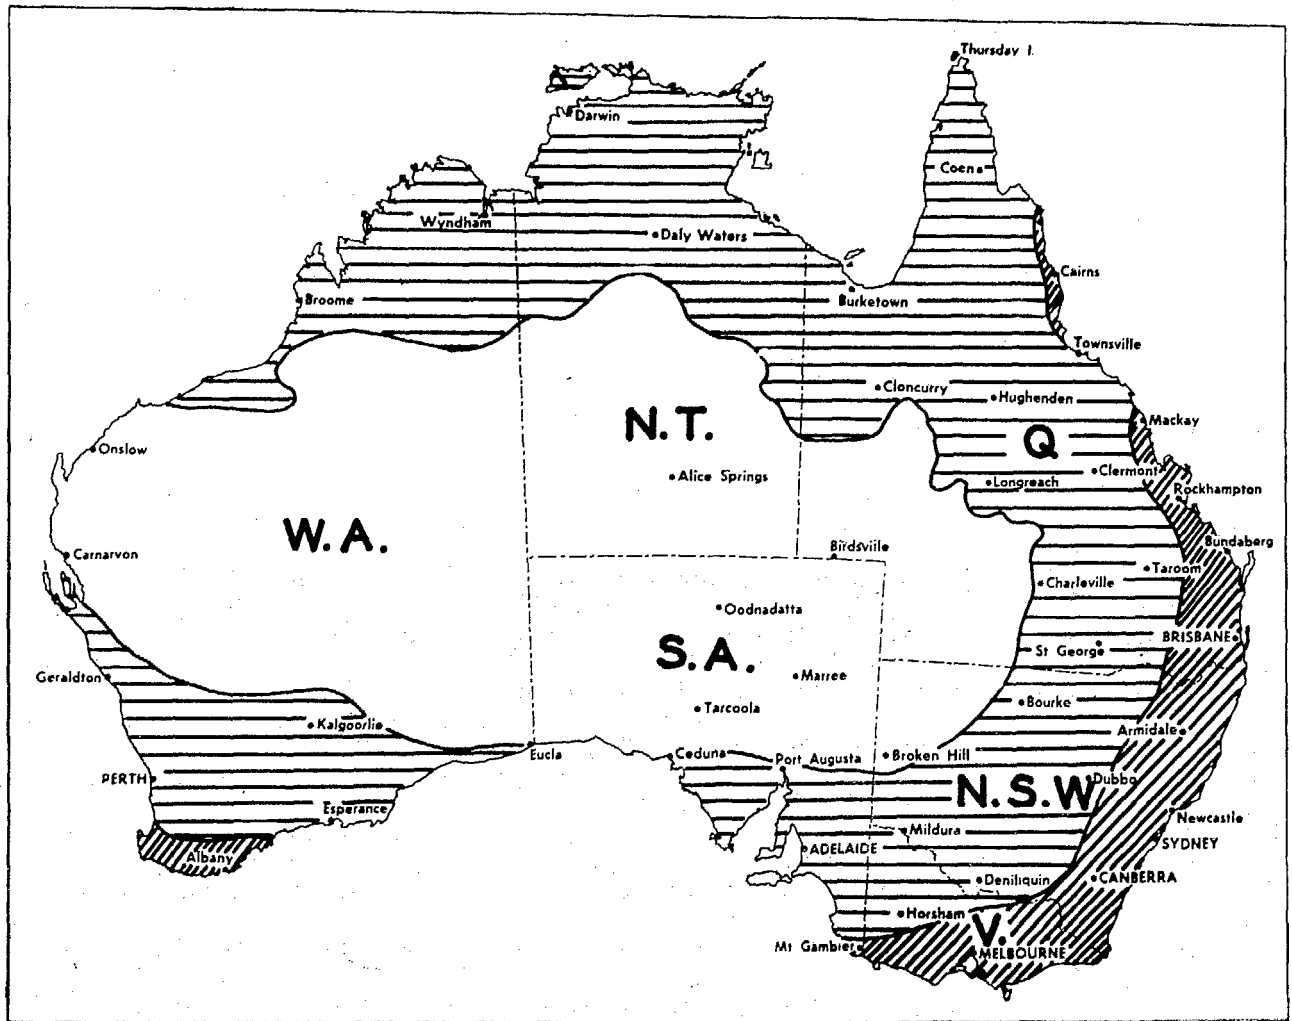 Thursday I.
Darwin
Coen
Wyndham
Daly Waters
Cairns
Broome
Burketown
Townsville
Cloncurry
Hughenden
N.T.
Mackay
Q
Onslow
Alice Springs
Clermont
Longreach
Rockhampton
W.A.
Bundaberg
Birdsville
Carnarvon
Taroom
Charleville
Oodnadatta
BRISBANE
St George
S.A.
Geraldton
Marree
Bourke
Tarcoola
Kalgoorlie
Armidale
Eucla
Ceduna
Port Augusta
Broken Hill
PERTH
Dubbo
N.S.W
Esperance
Newcastle
Mildura
SYDNEY
ADELAIDE
Albany
Deniliquin
CANBERRA
Horsham
V.
Mt Gambier
MELBOURNE